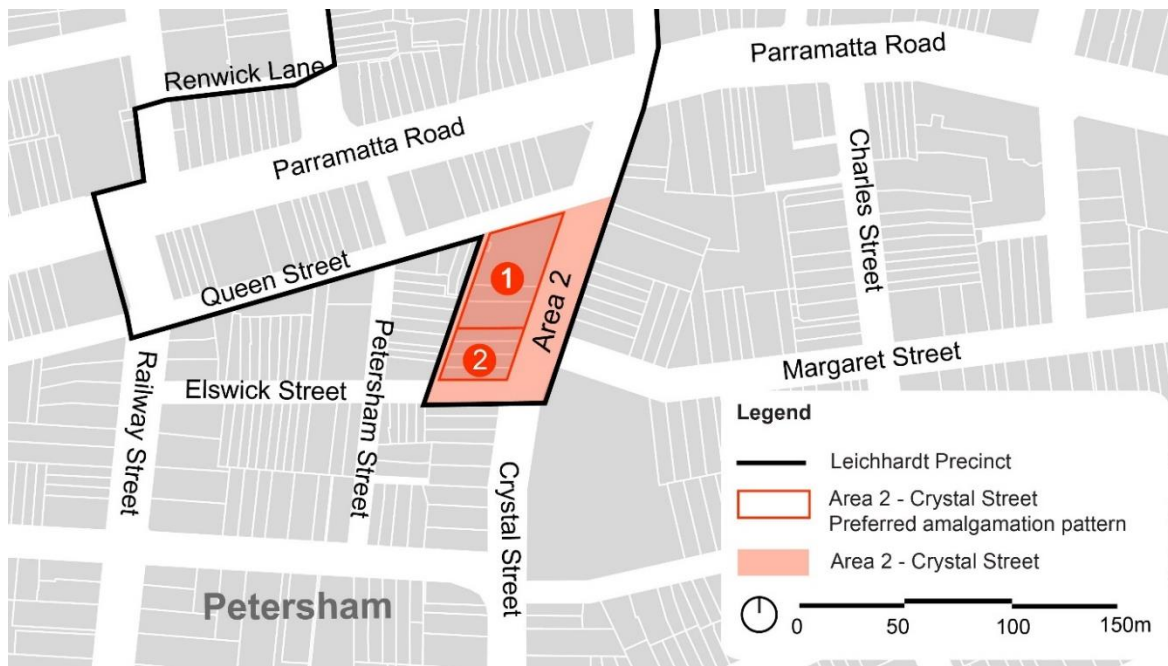 Parramatta Road
Renwick Lane
Parramatta Road
Charles Street
Queen Street
1
Area 2
Petersham Street
2
Margaret Street
Railway Street
Elswick Street
Crystal Street
Petersham
Legend
Leichhardt Precinct
Area 2 - Crystal Street
Preferred amalgamation pattern
Area 2 - Crystal Street
0 50 100 150m